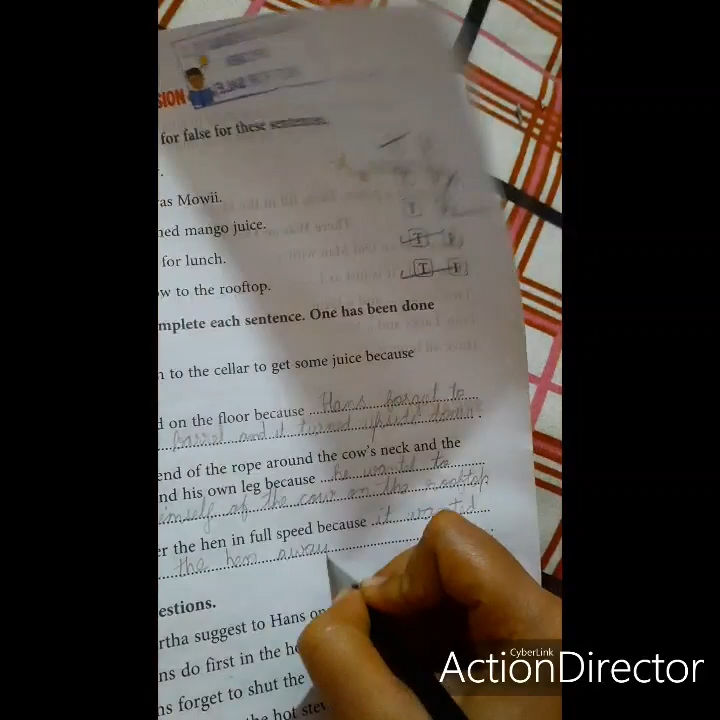 SION
for false for these sentences.
as Mowii.
ned mango juice.
T
for lunch.
T F
w to the rooftop.
T F
mplete each sentence. One has been done
n to the cellar to get some juice because
d on the floor because Hans forgot to
barrel and it turned upside down
end of the rope around the cow's neck and the
nd his own leg because he wanted to
imself of the cow on the rooftop
er the hen in full speed because it wanted
the hen away
estions.
rtha suggest to Hans on
ns do first in the
ns forget to shut the
the hot
CyberLink
ActionDirector